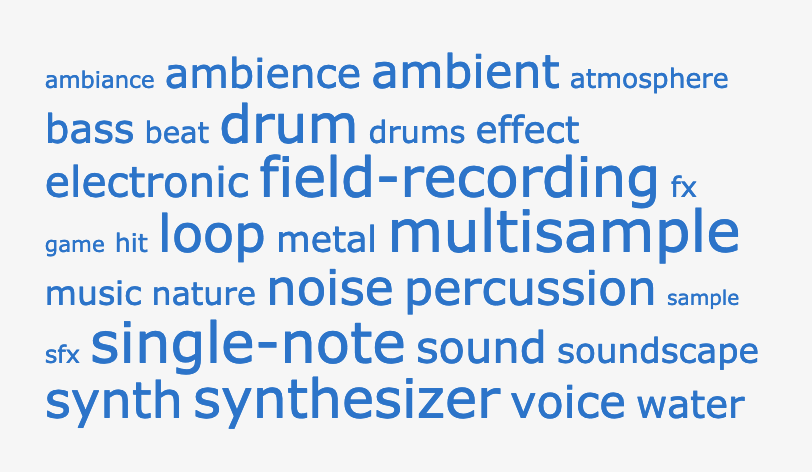 ambiance ambience ambient atmosphere
bass beat drum drums effect
electronic field-recording fx
game hit loop metal multisample
music nature noise percussion sample
sfx single-note sound soundscape
synth synthesizer voice water